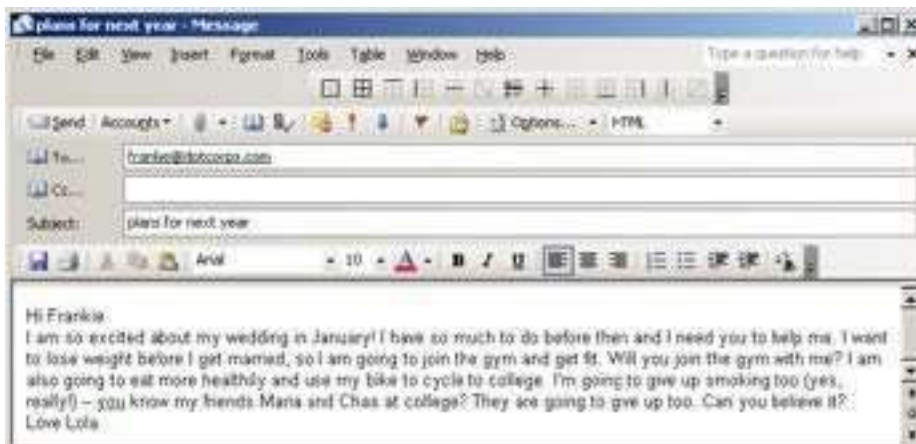 plans for next year - Message
File Edit View Insert Format Tools Table Window Help Type a question for help
Send Accounts Options... HTML
To... frankie@dotcorpo.com
Cc...
Subject: plans for next year
Arial 10 A B I U
Hi Frankie
I am so excited about my wedding in January! I have so much to do before then and I need you to help me. I want
to lose weight before I get married, so I am going to join the gym and get fit. Will you join the gym with me? I am
also going to eat more healthily and use my bike to cycle to college. I'm going to give up smoking too (yes,
really!) – you know my friends Maria and Chas at college? They are going to give up too. Can you believe it?
Love Lola